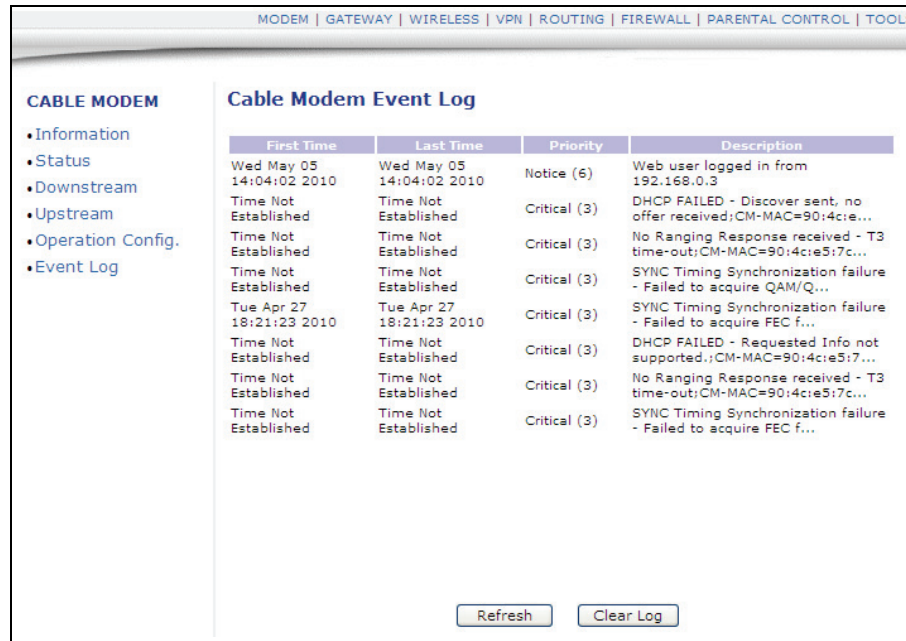 MODEM | GATEWAY | WIRELESS | VPN | ROUTING | FIREWALL | PARENTAL CONTROL | TOOL
CABLE MODEM
•Information
•Status
•Downstream
•Upstream
•Operation Config.
•Event Log
Cable Modem Event Log
First Time Last Time Priority Description
Wed May 05 Wed May 05 Notice (6) Web user logged in from
14:04:02 2010 14:04:02 2010 192.168.0.3
Time Not Time Not Critical (3) DHCP FAILED - Discover sent, no
Established Established offer received;CM-MAC=90:4c:e...
Time Not Time Not Critical (3) No Ranging Response received - T3
Established Established time-out;CM-MAC=90:4c:e5:7c...
Time Not Time Not Critical (3) SYNC Timing Synchronization failure
Established Established - Failed to acquire QAM/Q...
Tue Apr 27 Tue Apr 27 Critical (3) SYNC Timing Synchronization failure
18:21:23 2010 18:21:23 2010 - Failed to acquire FEC f...
Time Not Time Not Critical (3) DHCP FAILED - Requested Info not
Established Established supported.;CM-MAC=90:4c:e5:7...
Time Not Time Not Critical (3) No Ranging Response received - T3
Established Established time-out;CM-MAC=90:4c:e5:7c...
Time Not Time Not Critical (3) SYNC Timing Synchronization failure
Established Established - Failed to acquire FEC f...
Refresh Clear Log